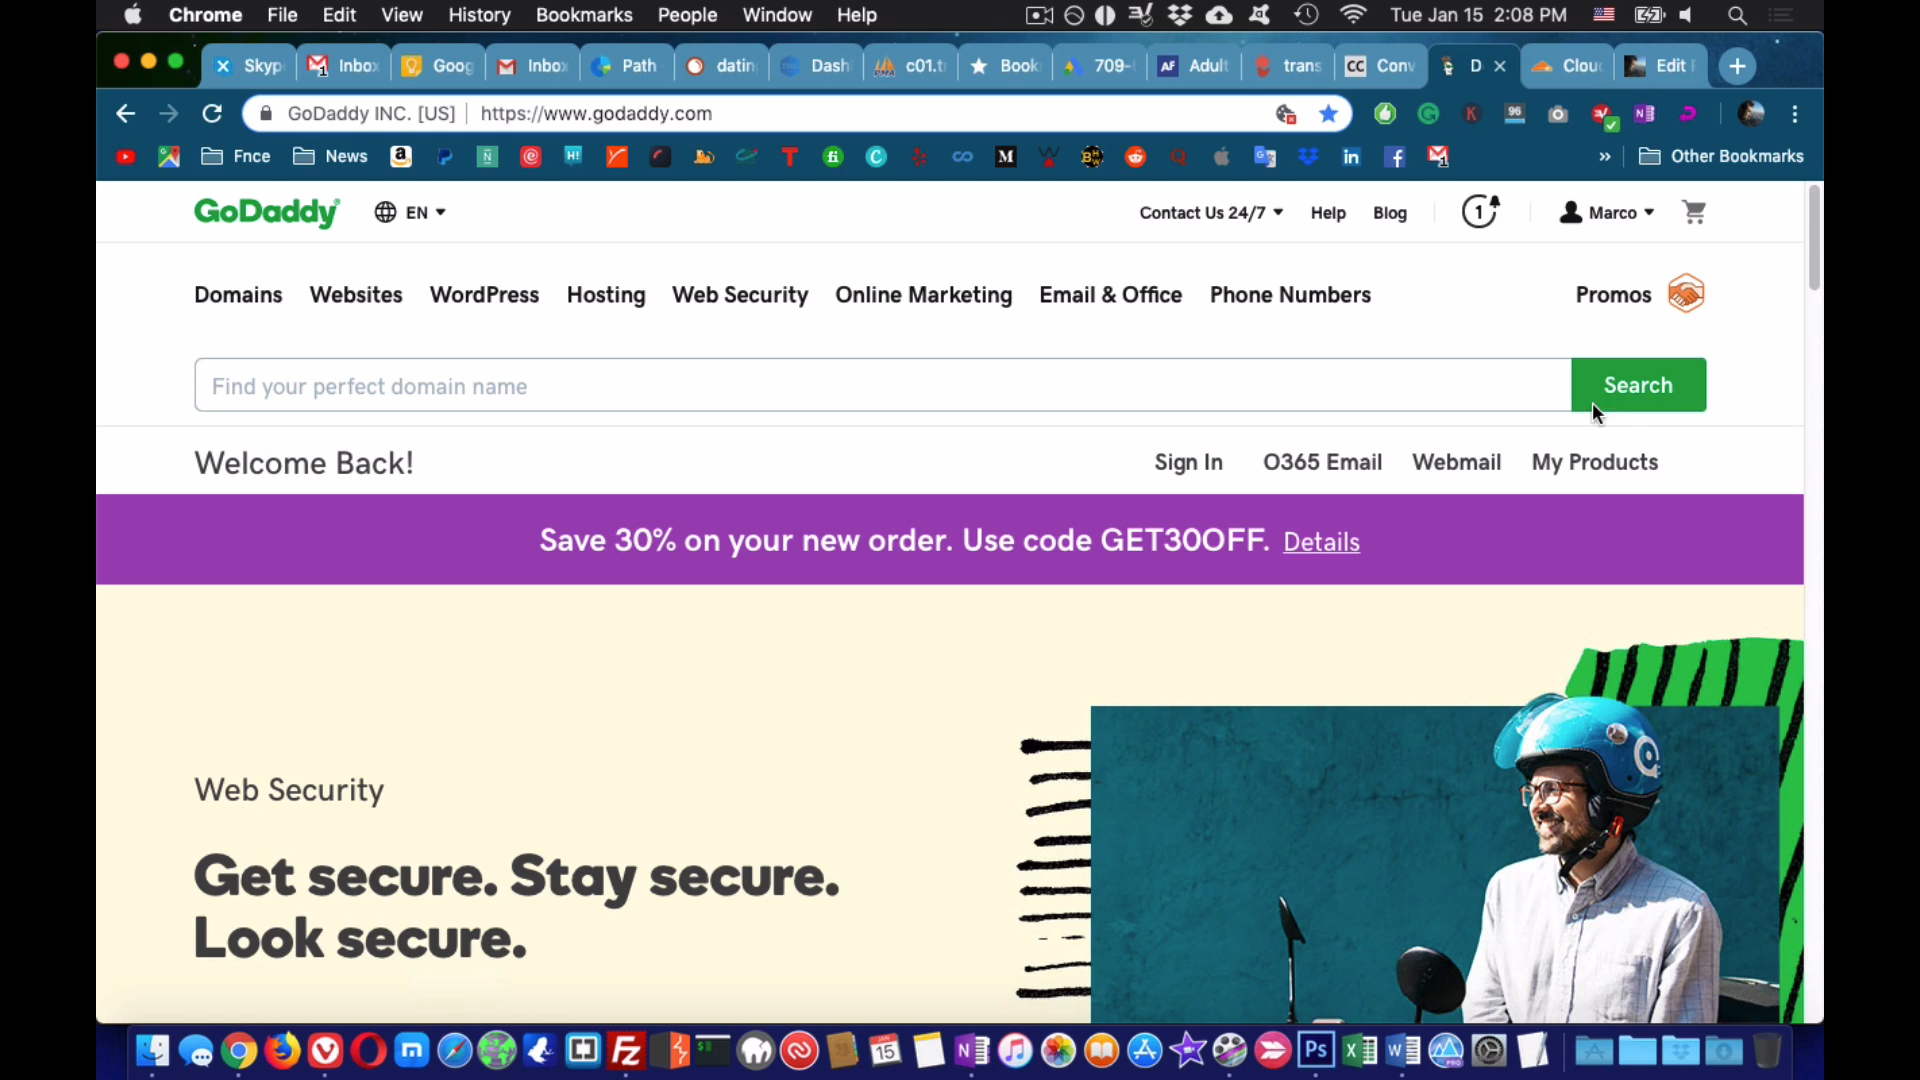 Chrome File Edit View History Bookmarks People Window Help Tue Jan 15 2:08 PM
Skyp Inbo Goog Inbo Path datin Dash c01.t Book 709- Adult trans Conv D Clou Edit
GoDaddy INC. [US] https://www.godaddy.com
Fnce News Other Bookmarks
GoDaddy EN Contact Us 24/7 Help Blog 1 Marco
Domains Websites WordPress Hosting Web Security Online Marketing Email & Office Phone Numbers Promos
Find your perfect domain name Search
Welcome Back! Sign In O365 Email Webmail My Products
Save 30% on your new order. Use code GET30OFF. Details
Web Security
Get secure. Stay secure.
Look secure.